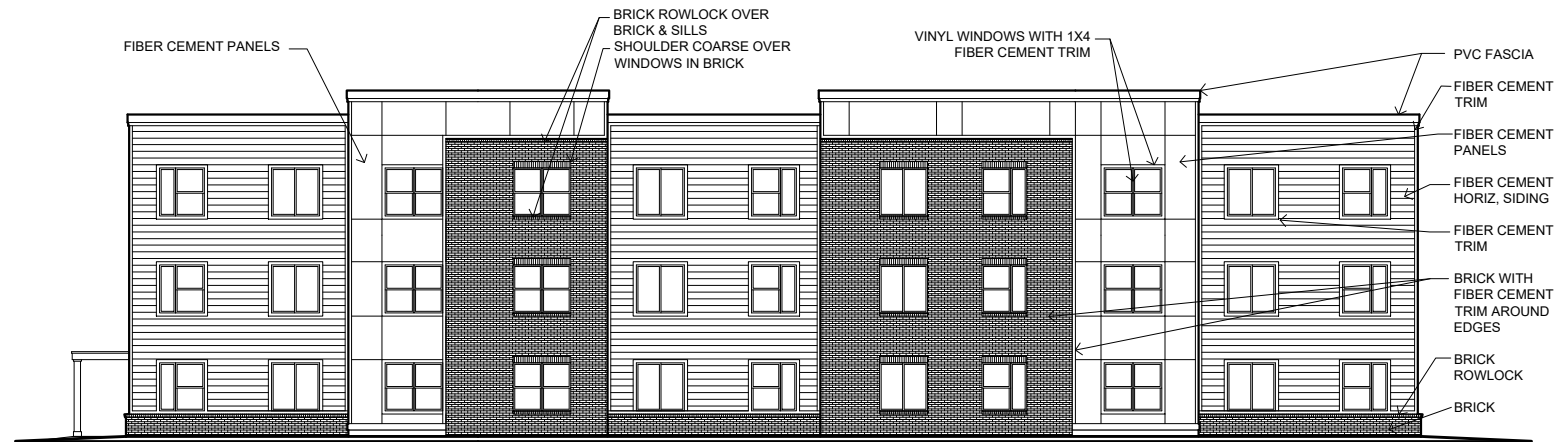 FIBER CEMENT PANELS
BRICK ROWLOCK OVER
BRICK & SILLS
SHOULDER COARSE OVER
WINDOWS IN BRICK
VINYL WINDOWS WITH 1X4
FIBER CEMENT TRIM
PVC FASCIA
FIBER CEMENT
TRIM
FIBER CEMENT
PANELS
FIBER CEMENT
HORIZ, SIDING
FIBER CEMENT
TRIM
BRICK WITH
FIBER CEMENT
TRIM AROUND
EDGES
BRICK
ROWLOCK
BRICK